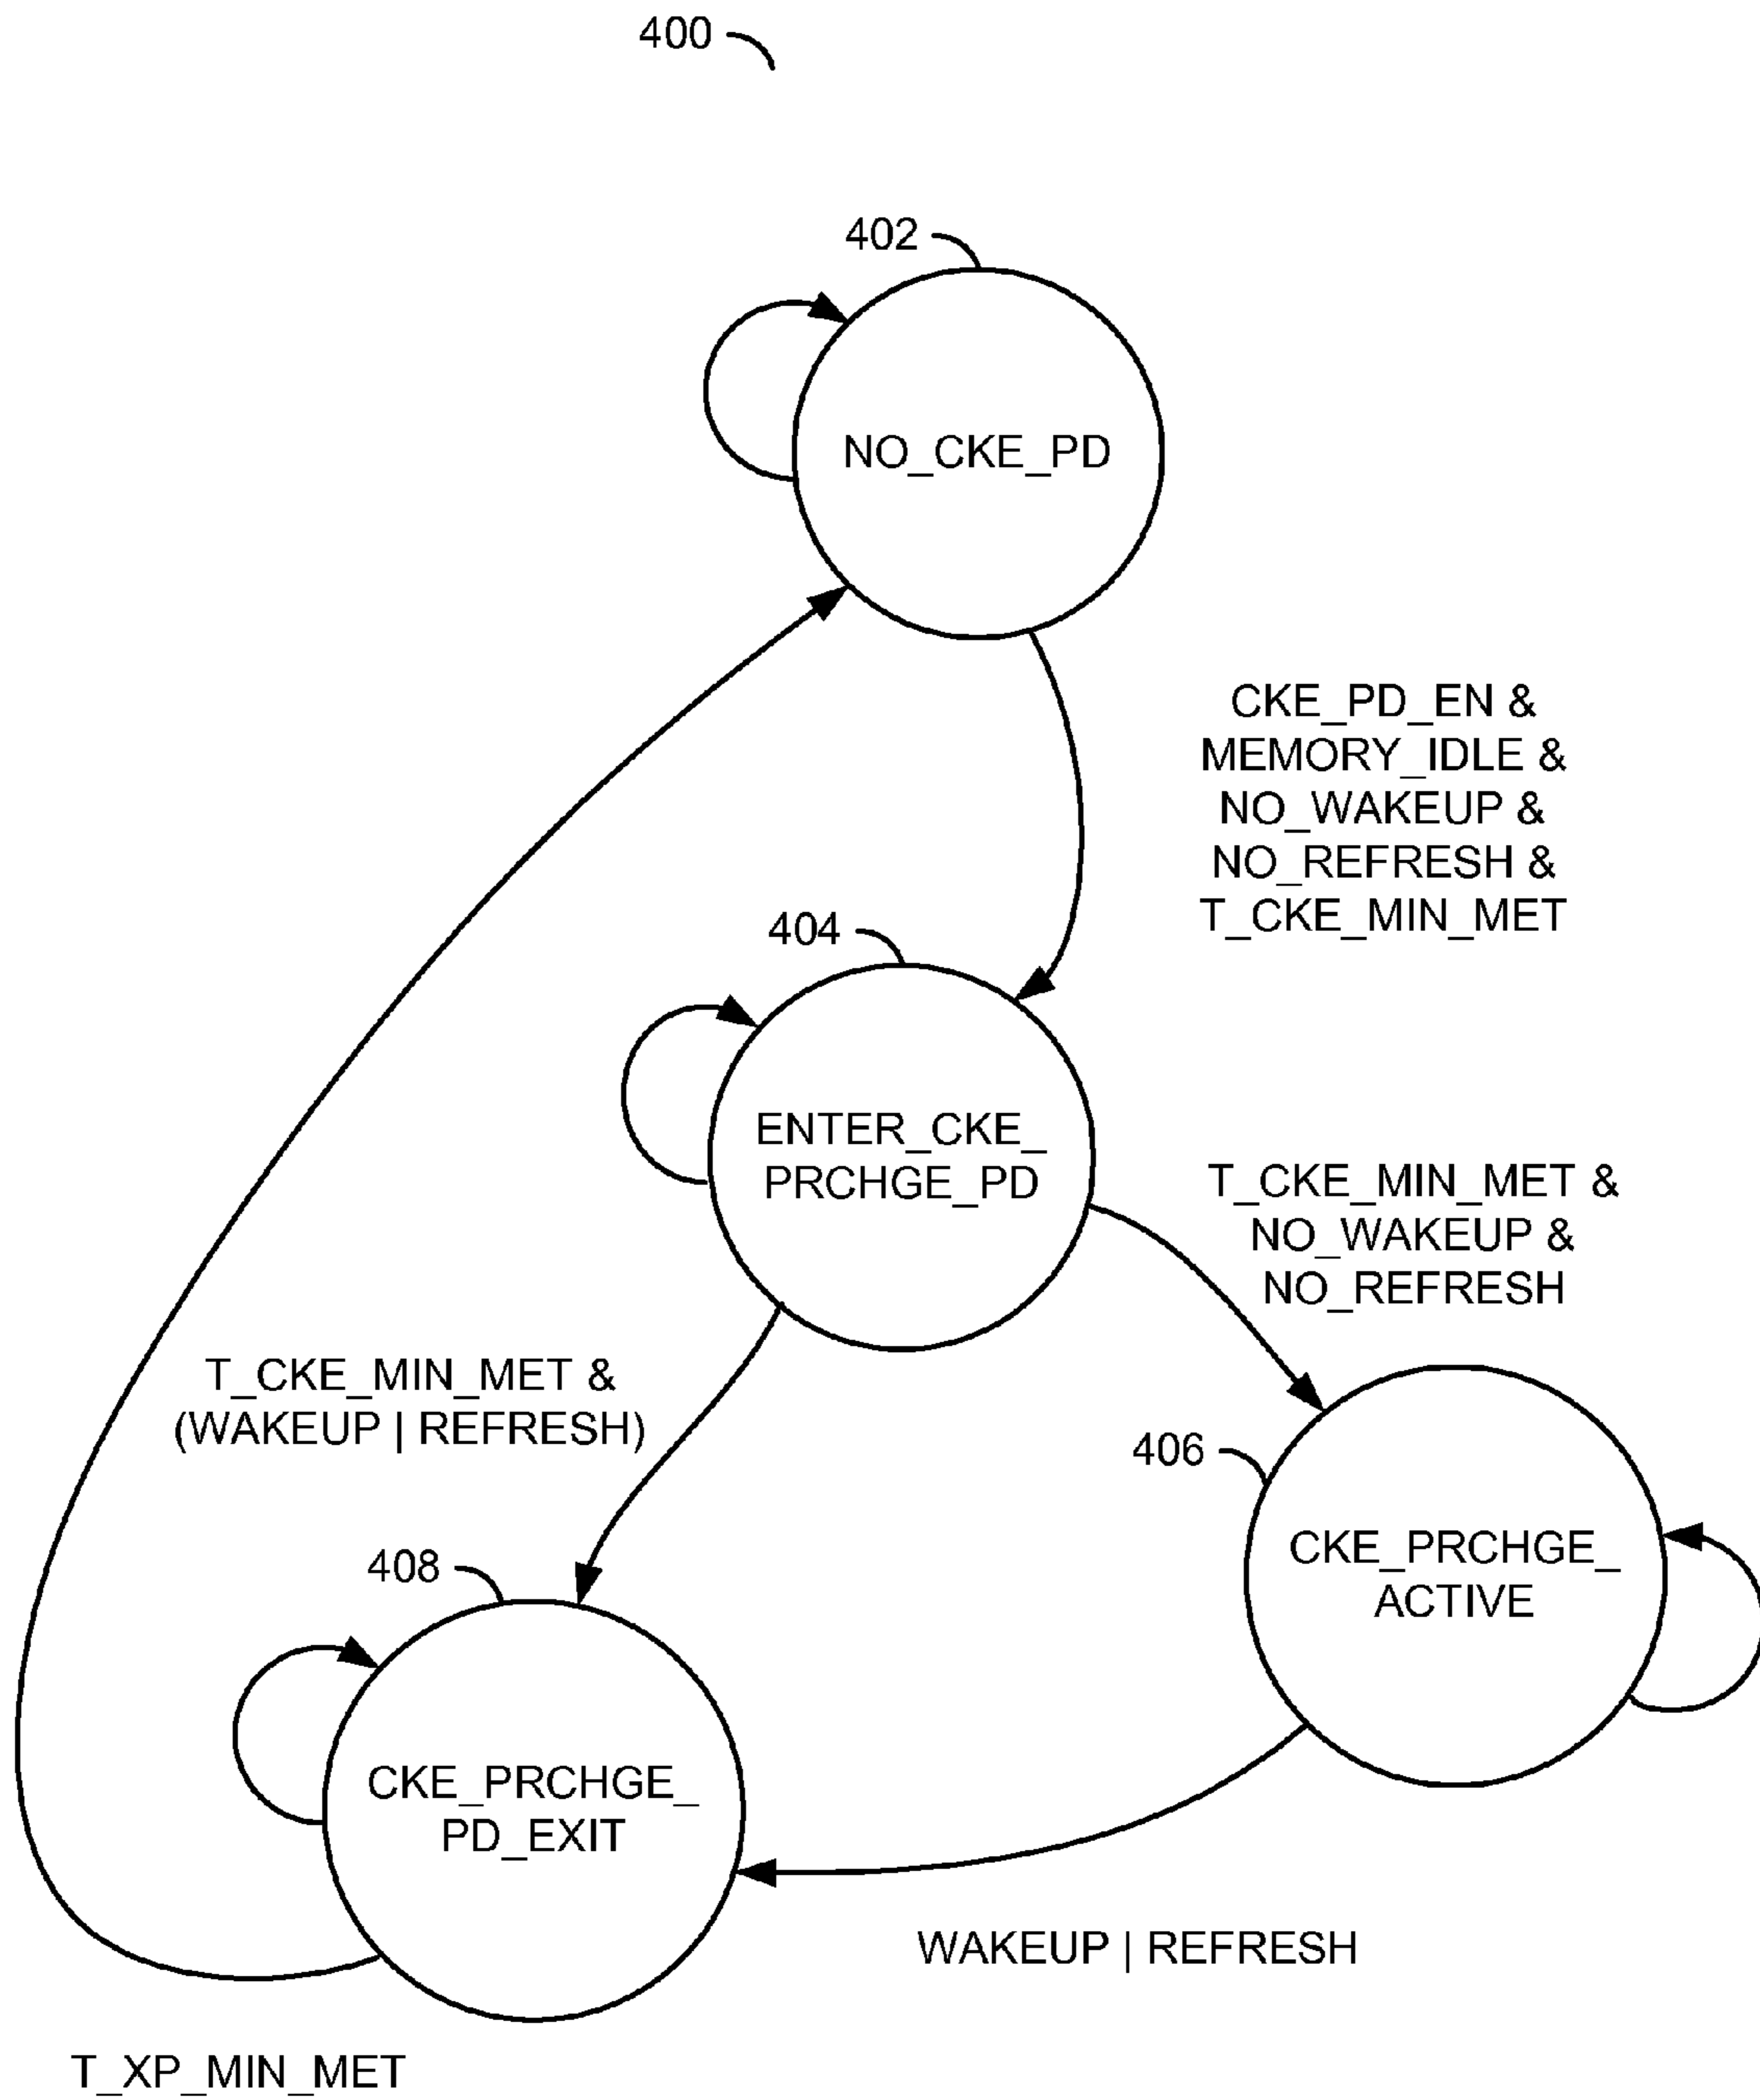 400
402
NO_CKE_PD
CKE_PD_EN &
MEMORY_IDLE &
NO_WAKEUP &
NO_REFRESH &
T_CKE_MIN_MET
404
ENTER_CKE_
PRCHGE_PD
T_CKE_MIN_MET &
NO_WAKEUP &
NO_REFRESH
T_CKE_MIN_MET &
(WAKEUP | REFRESH)
406
CKE_PRCHGE_
ACTIVE
408
CKE_PRCHGE_
PD_EXIT
WAKEUP | REFRESH
T_XP_MIN_MET